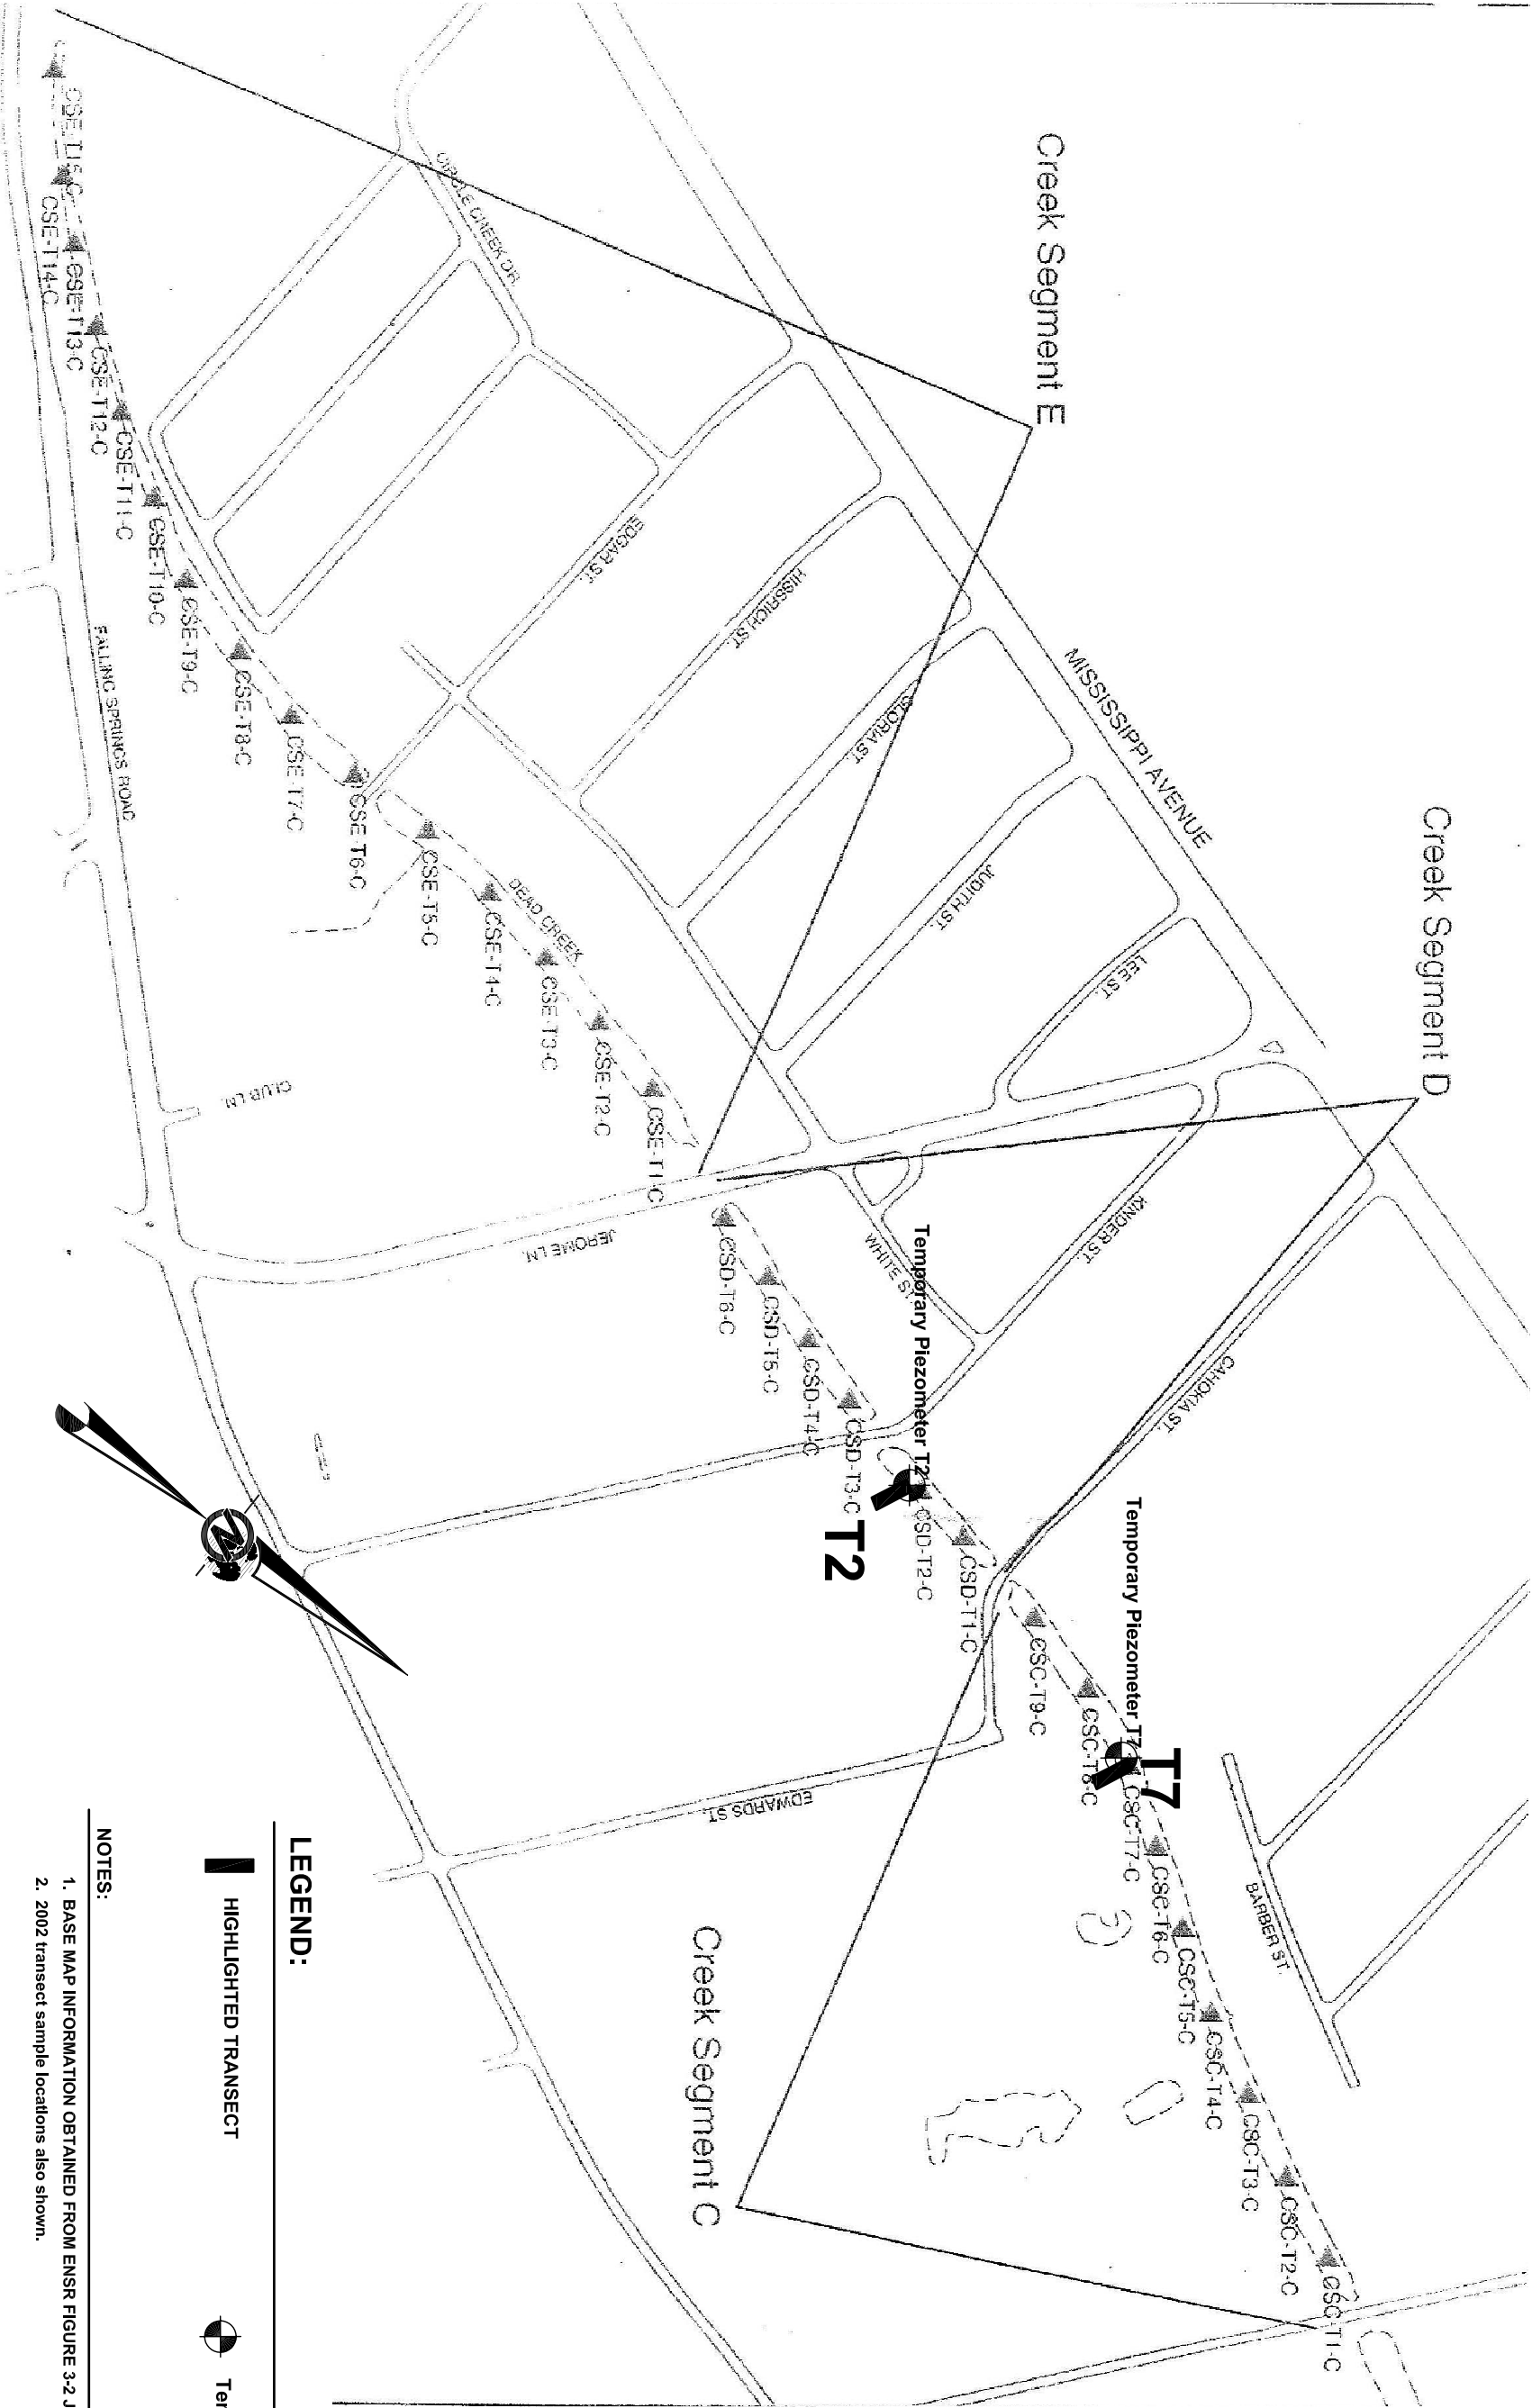 Creek Segment E
Creek Segment D
MISSISSIPPI AVENUE
CIRCLE CREEK DR.
EDGAR ST.
HISSRICH ST.
GLORIA ST.
JUDITH ST.
LEE ST.
KINDER ST.
WHITE ST.
CAHOKIA ST.
BARBER ST.
CSE-T15-C
CSE-T14-C
CSE-T13-C
CSE-T12-C
CSE-T11-C
CSE-T10-C
CSE-T9-C
CSE-T8-C
CSE-T7-C
CSE-T6-C
CSE-T5-C
CSE-T4-C
CSE-T3-C
CSE-T2-C
CSE-T1-C
DEAD CREEK
FALLING SPRINGS ROAD
CLUB LN.
JEROME LN.
CSD-T6-C
CSD-T5-C
CSD-T4-C
CSD-T3-C
CSD-T2-C
CSD-T1-C
Temporary Piezometer T2
T2
Temporary Piezometer T7
T7
CSC-T9-C
CSC-T8-C
CSC-T7-C
CSC-T6-C
CSC-T5-C
CSC-T4-C
CSC-T3-C
CSC-T2-C
CSC-T1-C
EDWARDS ST.
Creek Segment C
N
LEGEND:
HIGHLIGHTED TRANSECT
NOTES:
1. BASE MAP INFORMATION OBTAINED FROM ENSR FIGURE 3-2
2. 2002 transect sample locations also shown.